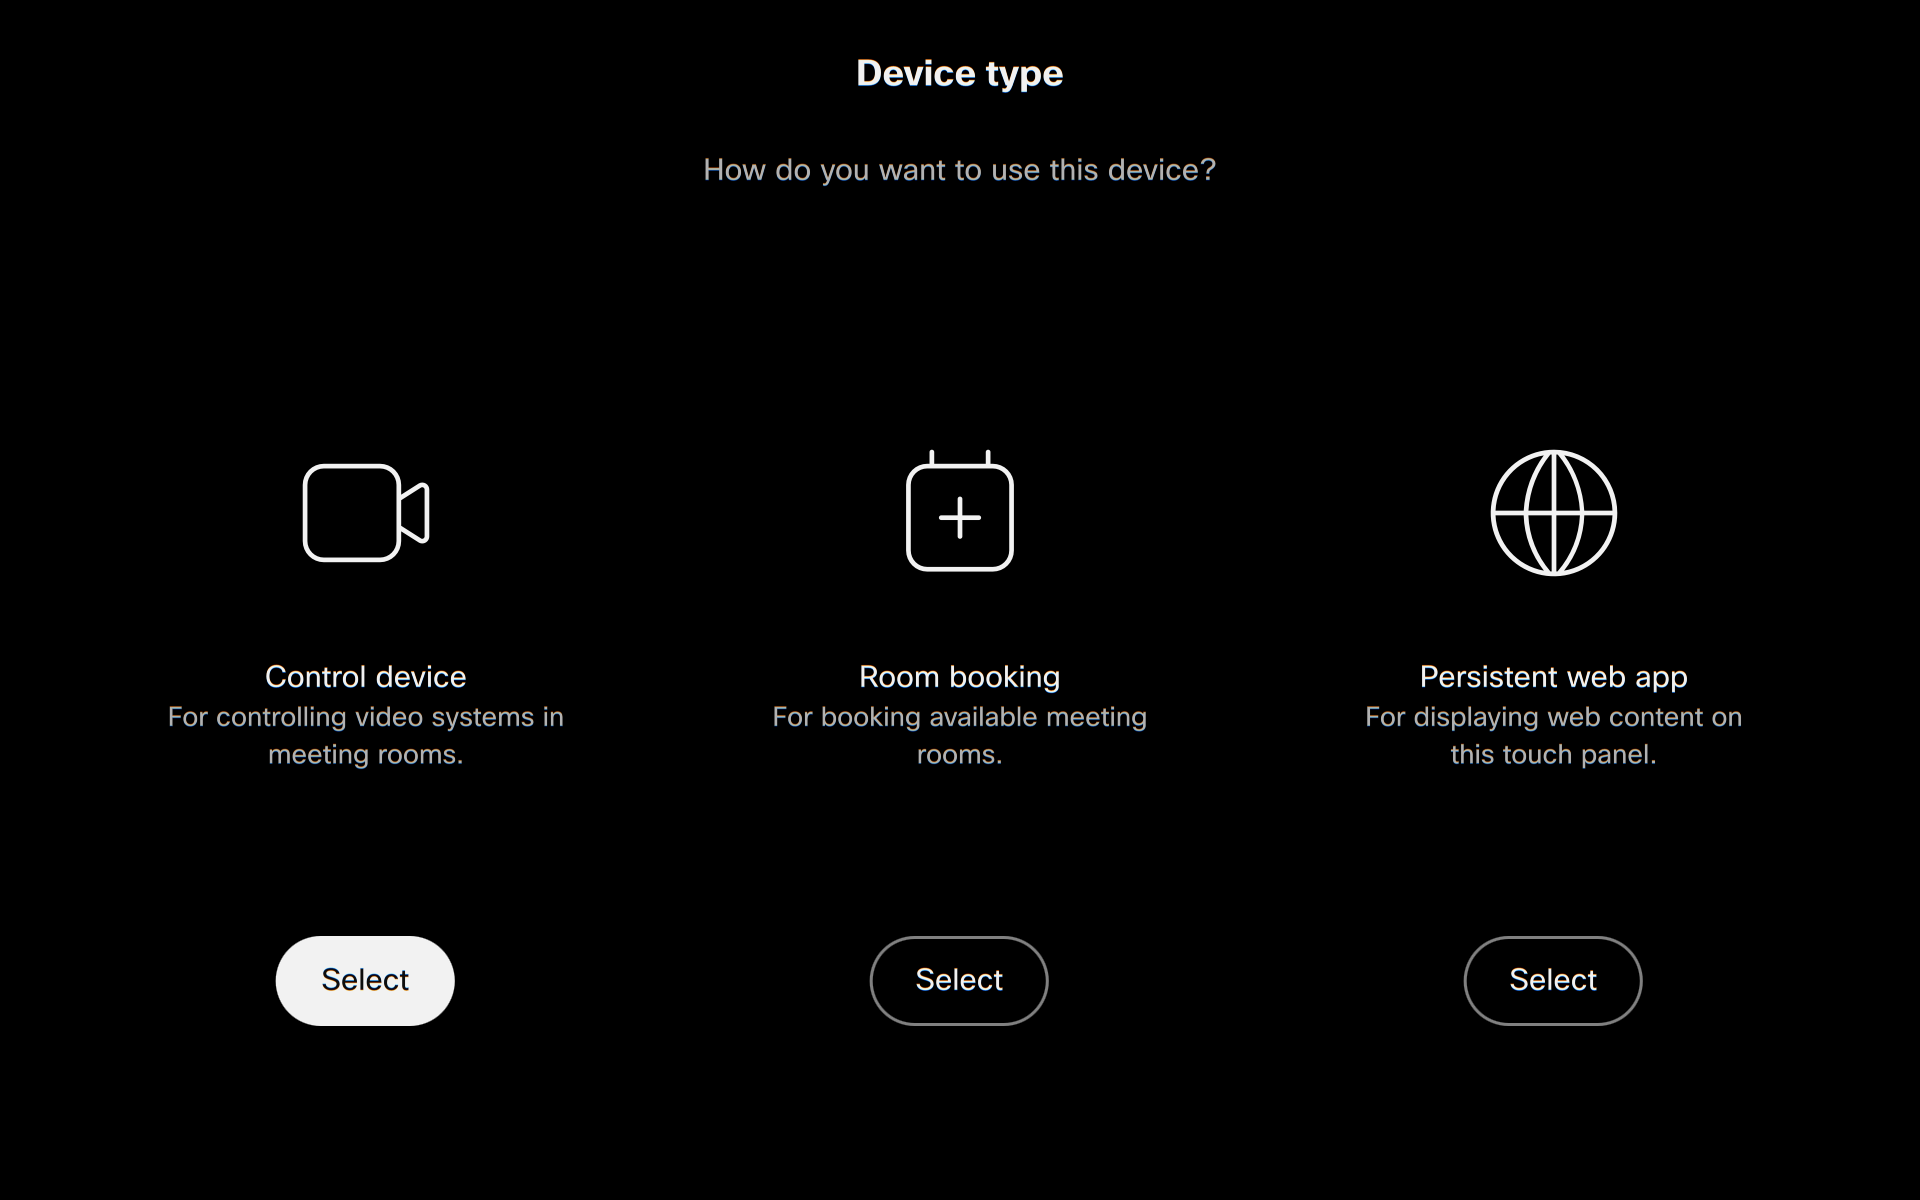 Device type
How do you want to use this device?
Control device
For controlling video systems in
meeting rooms.
Select
Room booking
For booking available meeting
rooms.
Select
Persistent web app
For displaying web content on
this touch panel.
Select